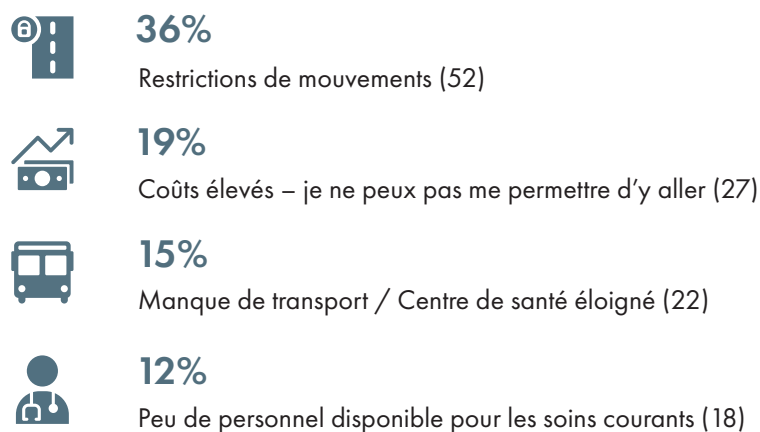 36%
Restrictions de mouvements (52)
19%
Coûts élevés – je ne peux pas me permettre d’y aller (27)
15%
Manque de transport / Centre de santé éloigné (22)
12%
Peu de personnel disponible pour les soins courants (18)